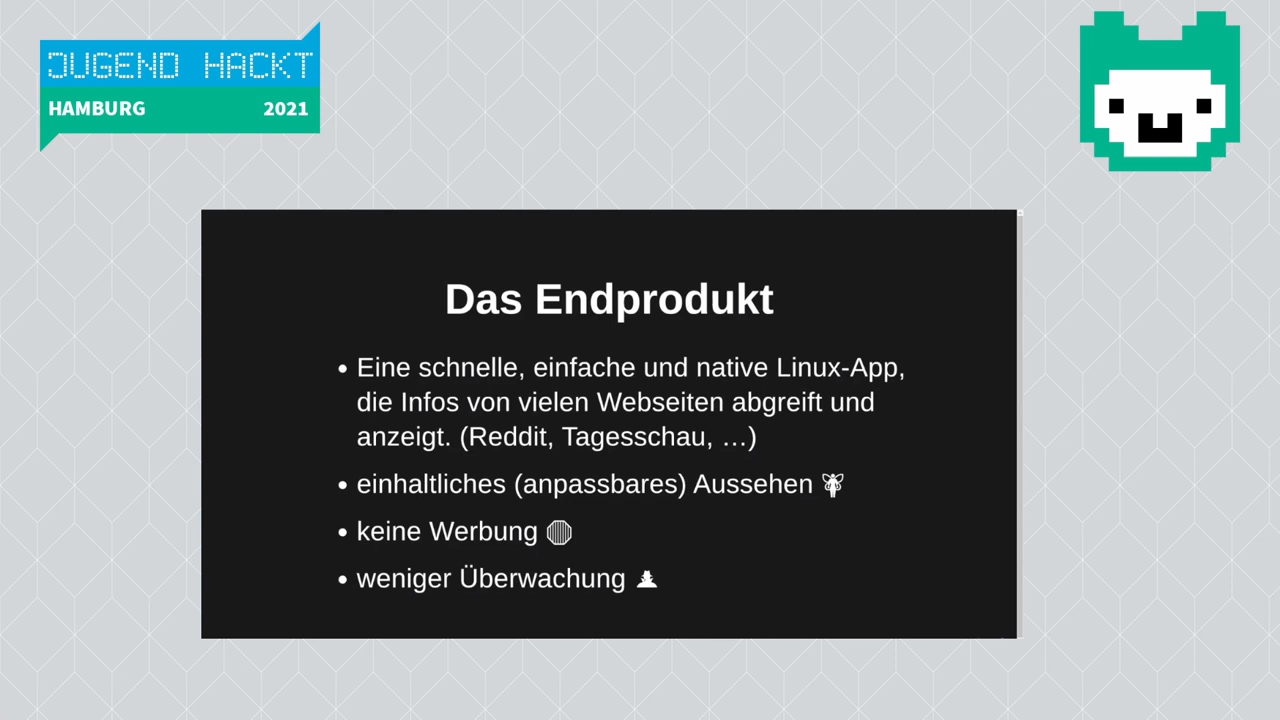 JUGEND HACKT
HAMBURG 2021
Das Endprodukt
• Eine schnelle, einfache und native Linux-App,
die Infos von vielen Webseiten abgreift und
anzeigt. (Reddit, Tagesschau, …)
• einhaltliches (anpassbares) Aussehen 🧚
• keine Werbung 🛑
• weniger Überwachung